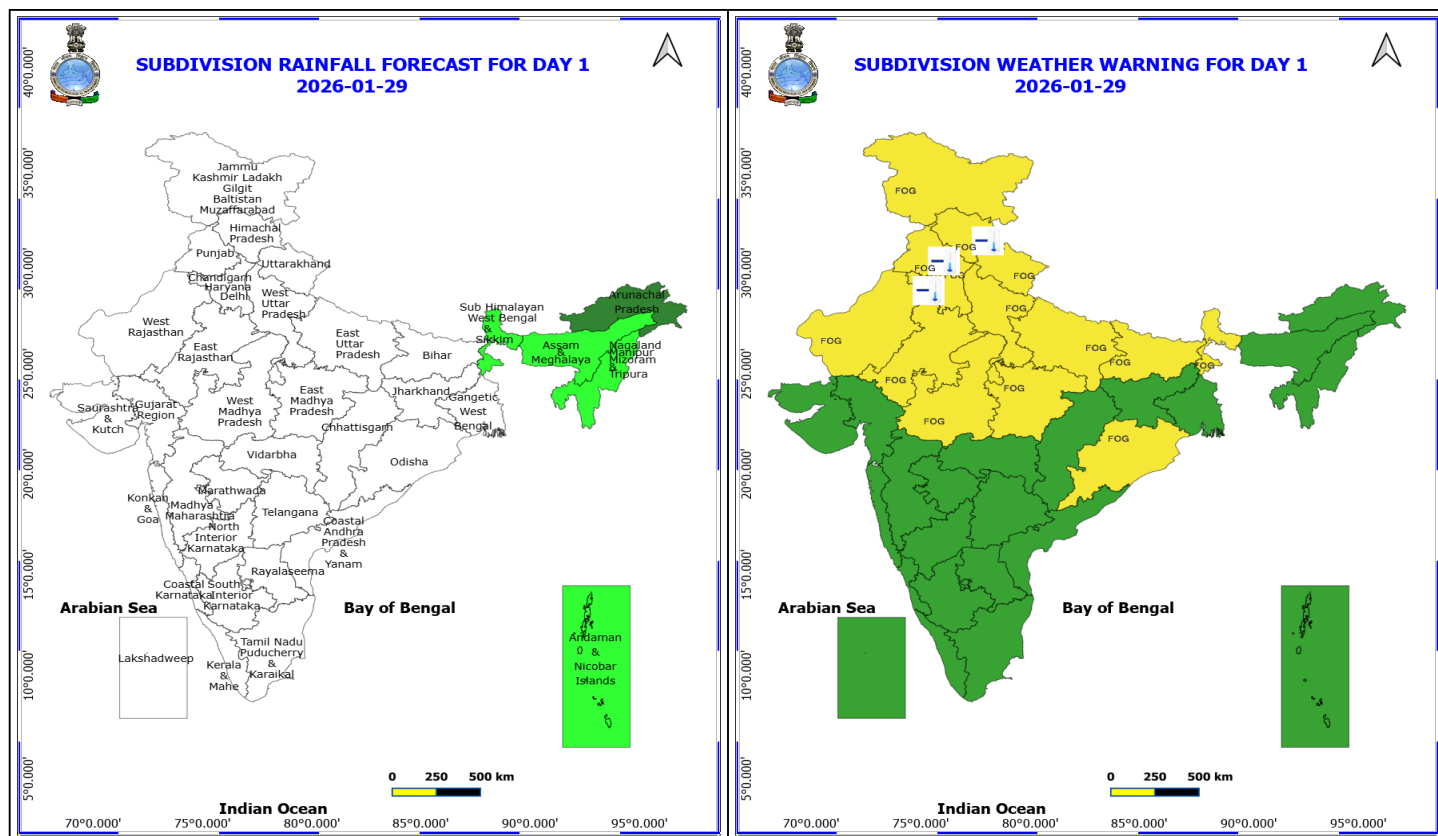 SUBDIVISION RAINFALL FORECAST FOR DAY 1
2026-01-29
40°0.000'
35°0.000'
30°0.000'
25°0.000'
20°0.000'
15°0.000'
10°0.000'
5°0.000'
Jammu
Kashmir Ladakh
Gilgit
Baltistan
Muzaffarabad
Himachal
Pradesh
Punjab
Uttarakhand
Chandigarh
Haryana
Delhi
West
Uttar
Pradesh
West
Rajasthan
East
Rajasthan
East
Uttar
Pradesh
Bihar
Sub Himalayan
West Bengal
&
Sikkim
Arunachal
Pradesh
Assam
&
Meghalaya
Nagaland
Manipur
Mizoram
&
Tripura
Saurashtra
&
Kutch
Gujarat
Region
West
Madhya
Pradesh
East
Madhya
Pradesh
Jharkhand
Gangetic
West
Bengal
Chhattisgarh
Odisha
Vidarbha
Konkan
&
Goa
Madhya
Maharashtra
Marathwada
Telangana
North
Interior
Karnataka
Coastal
Andhra
Pradesh
&
Yanam
Rayalaseema
Coastal
Karnataka
South
Interior
Karnataka
Arabian Sea
Bay of Bengal
Lakshadweep
Kerala
&
Mahe
Tamil Nadu
Puducherry
&
Karaikal
Andaman
&
Nicobar
Islands
0 250 500 km
Indian Ocean
70°0.000' 75°0.000' 80°0.000' 85°0.000' 90°0.000' 95°0.000'
SUBDIVISION WEATHER WARNING FOR DAY 1
2026-01-29
40°0.000'
35°0.000'
30°0.000'
25°0.000'
20°0.000'
15°0.000'
10°0.000'
5°0.000'
FOG
FOG
FOG
FOG
FOG
FOG
FOG
FOG
FOG
FOG
FOG
FOG
FOG
FOG
Arabian Sea
Bay of Bengal
0 250 500 km
Indian Ocean
70°0.000' 75°0.000' 80°0.000' 85°0.000' 90°0.000' 95°0.000'